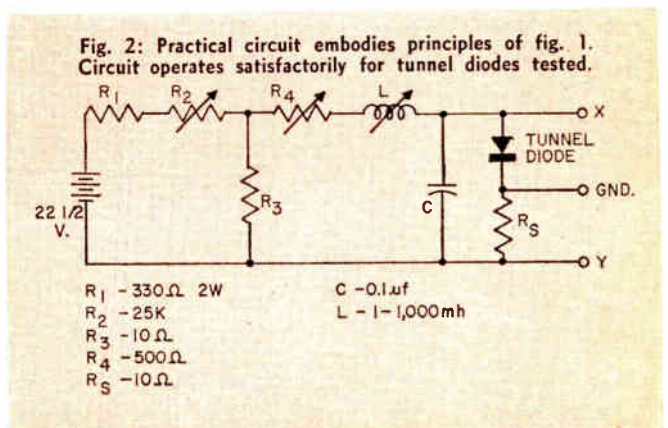 Fig. 2: Practical circuit embodies principles of fig. 1.
Circuit operates satisfactorily for tunnel diodes tested.
R1 R2 R4 L X
TUNNEL
DIODE
22 1/2
V.
R3 C GND.
RS
Y
R1 -330Ω 2W C -0.1uf
R2 -25K L -1-1,000mh
R3 -10Ω
R4 -500Ω
RS -10Ω